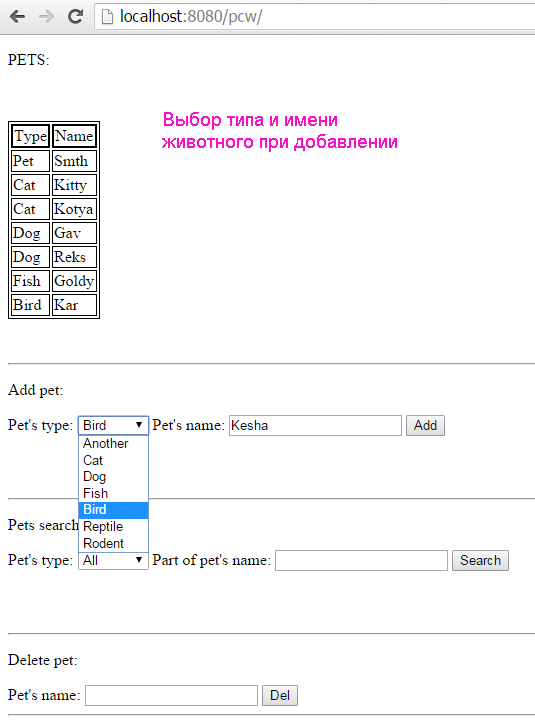 localhost:8080/pcw/
PETS:
Выбор типа и имени
животного при добавлении
Type Name
Pet Smth
Cat Kitty
Cat Kotya
Dog Gav
Dog Reks
Fish Goldy
Bird Kar
Add pet:
Pet's type: Bird Pet's name: Kesha Add
Another
Cat
Dog
Fish
Bird
Reptile
Rodent
Pets search
Pet's type: All Part of pet's name: Search
Delete pet:
Pet's name: Del